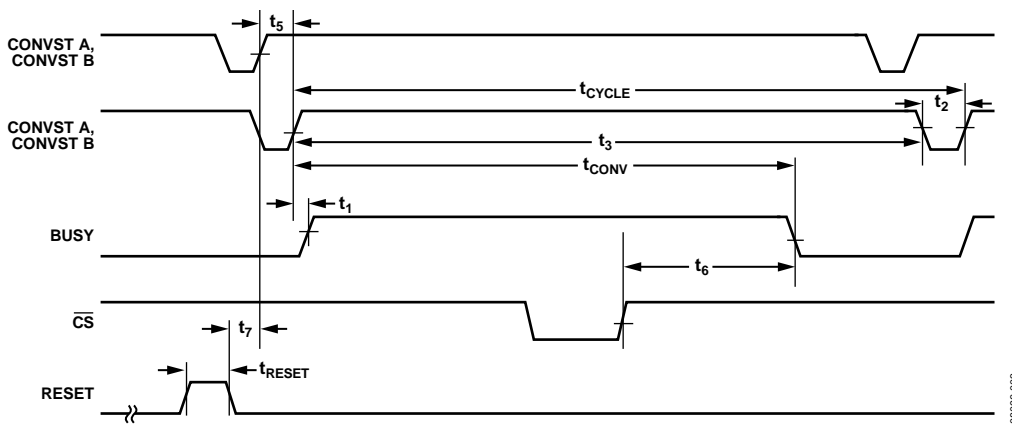 t5
CONVST A,
CONVST B
tCYCLE
t2
CONVST A,
CONVST B
t3
tCONV
t1
BUSY
t6
CS
t7
tRESET
RESET